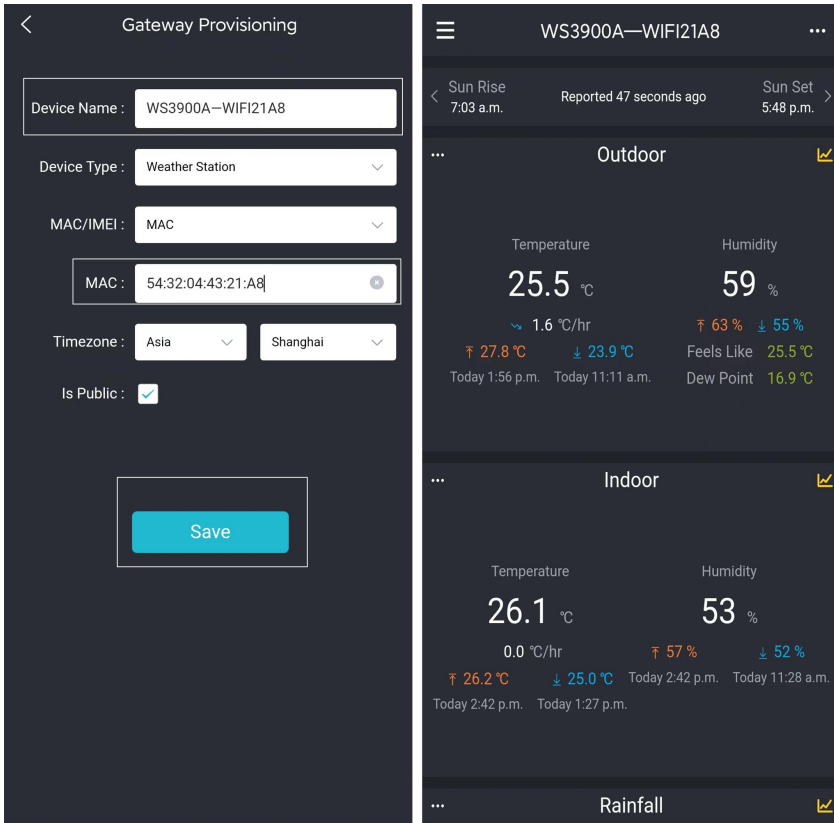 Gateway Provisioning
Device Name : WS3900A—WIFI21A8
Device Type : Weather Station
MAC/IMEI : MAC
MAC : 54:32:04:43:21:A8
Timezone : Asia Shanghai
Is Public :
Save
WS3900A—WIFI21A8
Sun Rise
7:03 a.m.
Reported 47 seconds ago
Sun Set
5:48 p.m.
Outdoor
Temperature Humidity
25.5 ℃ 59 %
1.6 ℃/hr 63 % 55 %
27.8 ℃ 23.9 ℃ Feels Like 25.5 ℃
Today 1:56 p.m. Today 11:11 a.m. Dew Point 16.9 ℃
Indoor
Temperature Humidity
26.1 ℃ 53 %
0.0 ℃/hr 57 % 52 %
26.2 ℃ 25.0 ℃ Today 2:42 p.m. Today 11:28 a.m.
Today 2:42 p.m. Today 1:27 p.m.
Rainfall